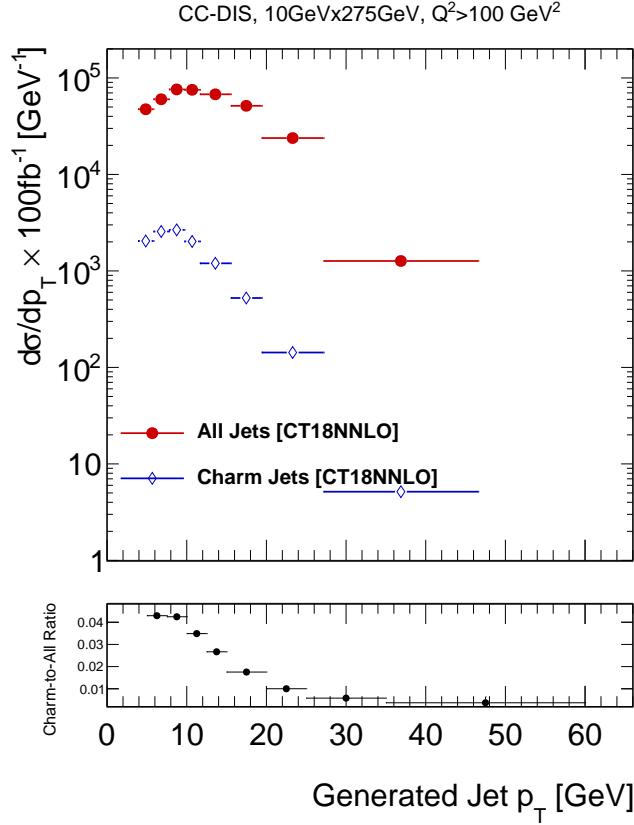 CC-DIS, 10GeVx275GeV, Q²>100 GeV²
dσ/dp_T × 100fb⁻¹ [GeV⁻¹]
10⁵
10⁴
10³
10²
10
1
All Jets [CT18NNLO]
Charm Jets [CT18NNLO]
Charm-to-All Ratio
0.04
0.03
0.02
0.01
0 10 20 30 40 50 60
Generated Jet p_T [GeV]